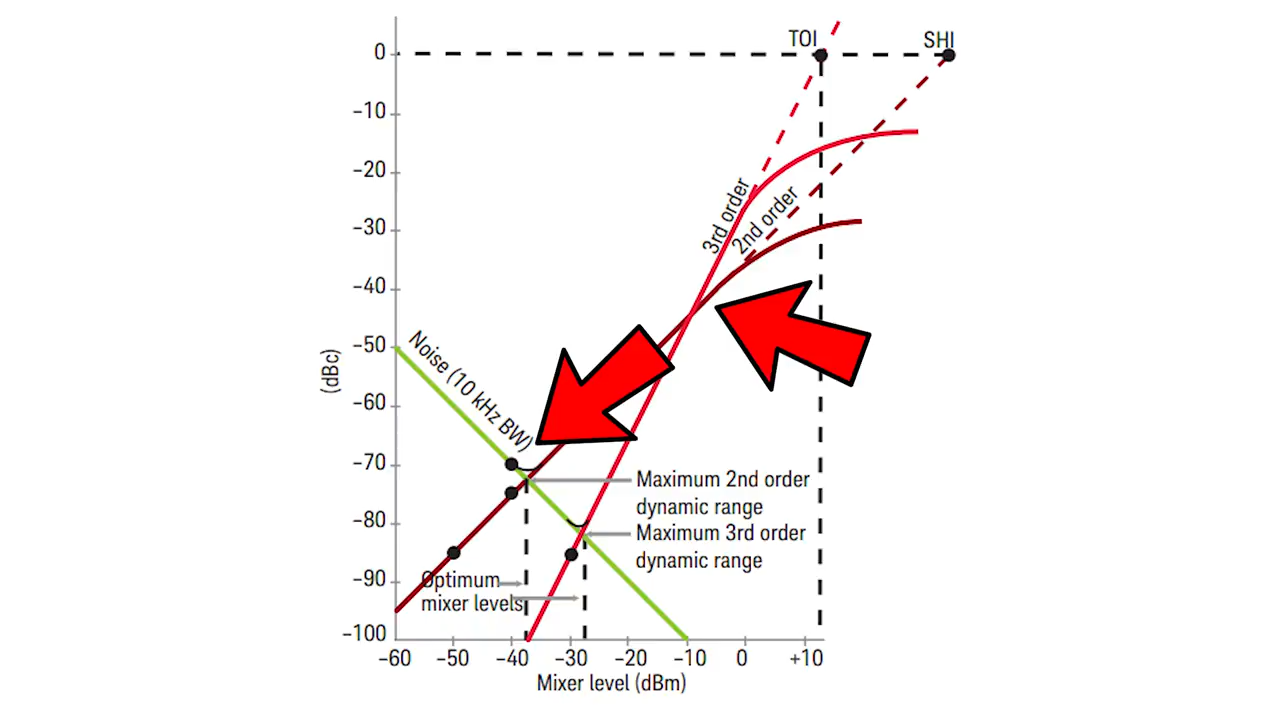 TOI
SHI
0
−10
−20
−30
−40
−50
−60
−70
−80
−90
−100
(dBc)
3rd order
2nd order
Noise (10 kHz BW)
Maximum 2nd order
dynamic range
Maximum 3rd order
dynamic range
Optimum
mixer levels
−60 −50 −40 −30 −20 −10 0 +10
Mixer level (dBm)